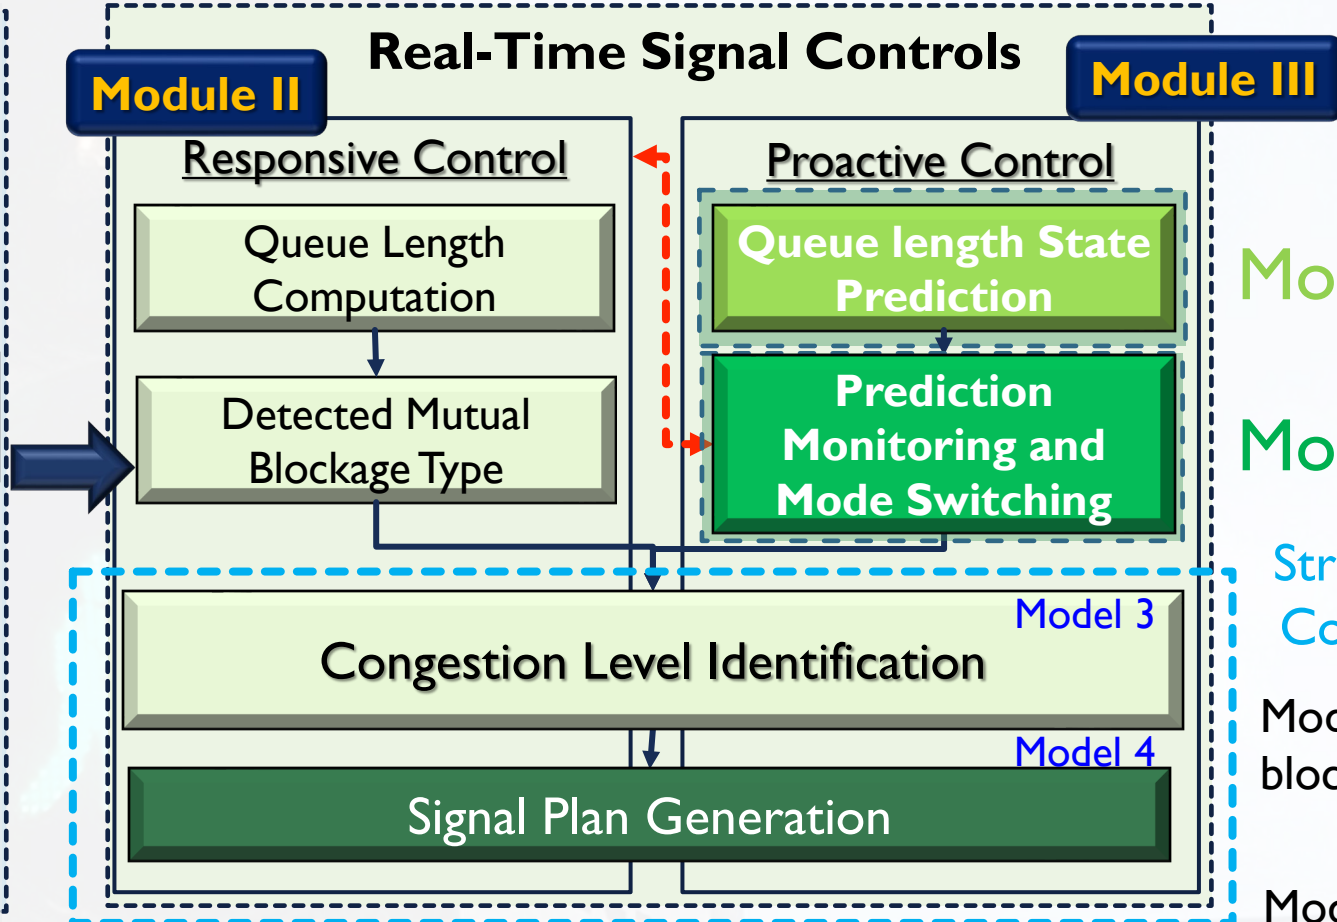 Real-Time Signal Controls
Module II
Module III
Responsive Control
Queue Length
Computation
Detected Mutual
Blockage Type
Proactive Control
Queue length State
Prediction
Prediction
Monitoring and
Mode Switching
Model 3
Congestion Level Identification
Model 4
Signal Plan Generation